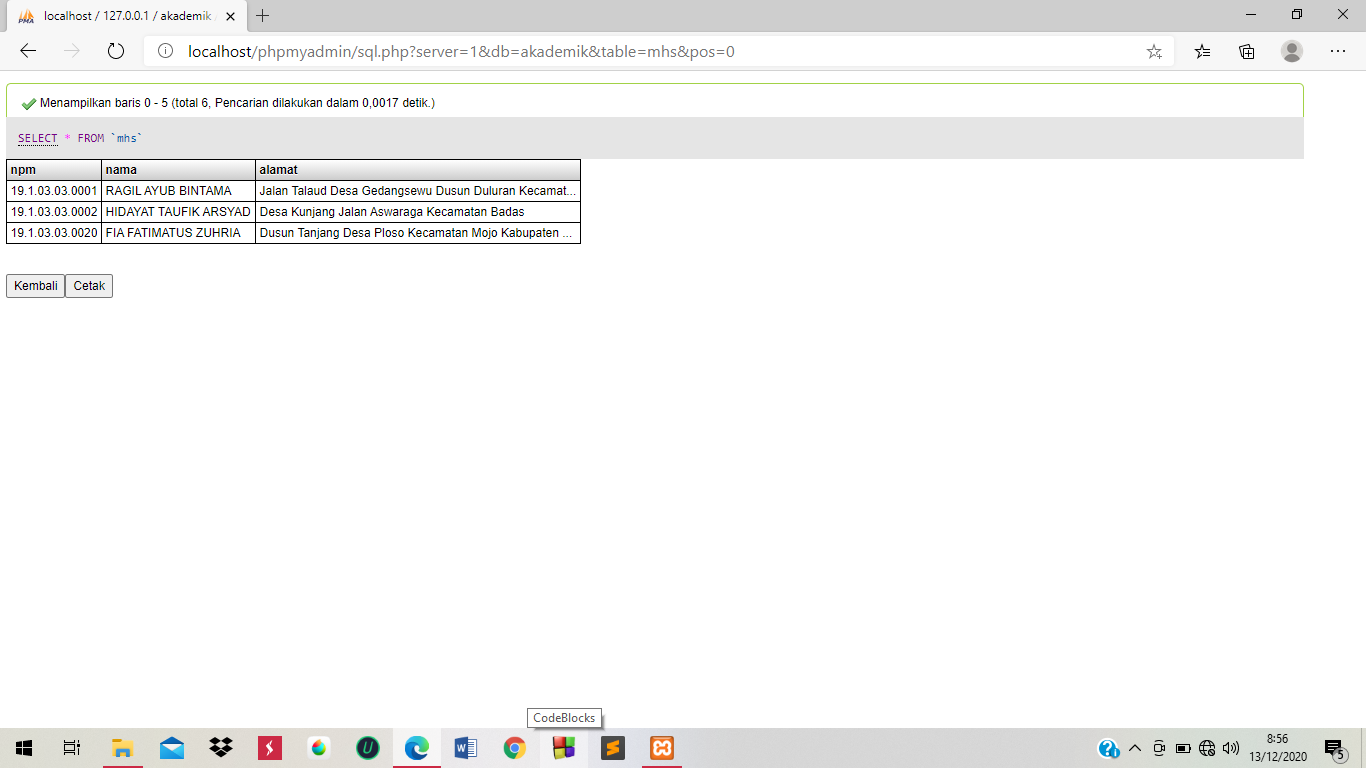 localhost / 127.0.0.1 / akademik
localhost/phpmyadmin/sql.php?server=1&db=akademik&table=mhs&pos=0
Menampilkan baris 0 - 5 (total 6, Pencarian dilakukan dalam 0,0017 detik.)
SELECT * FROM `mhs`
npm nama alamat
19.1.03.03.0001 RAGIL AYUB BINTAMA Jalan Talaud Desa Gedangsewu Dusun Duluran Kecamat...
19.1.03.03.0002 HIDAYAT TAUFIK ARSYAD Desa Kunjang Jalan Aswaraga Kecamatan Badas
19.1.03.03.0020 FIA FATIMATUS ZUHRIA Dusun Tanjang Desa Ploso Kecamatan Mojo Kabupaten ...
Kembali Cetak
CodeBlocks
8:56
13/12/2020
5